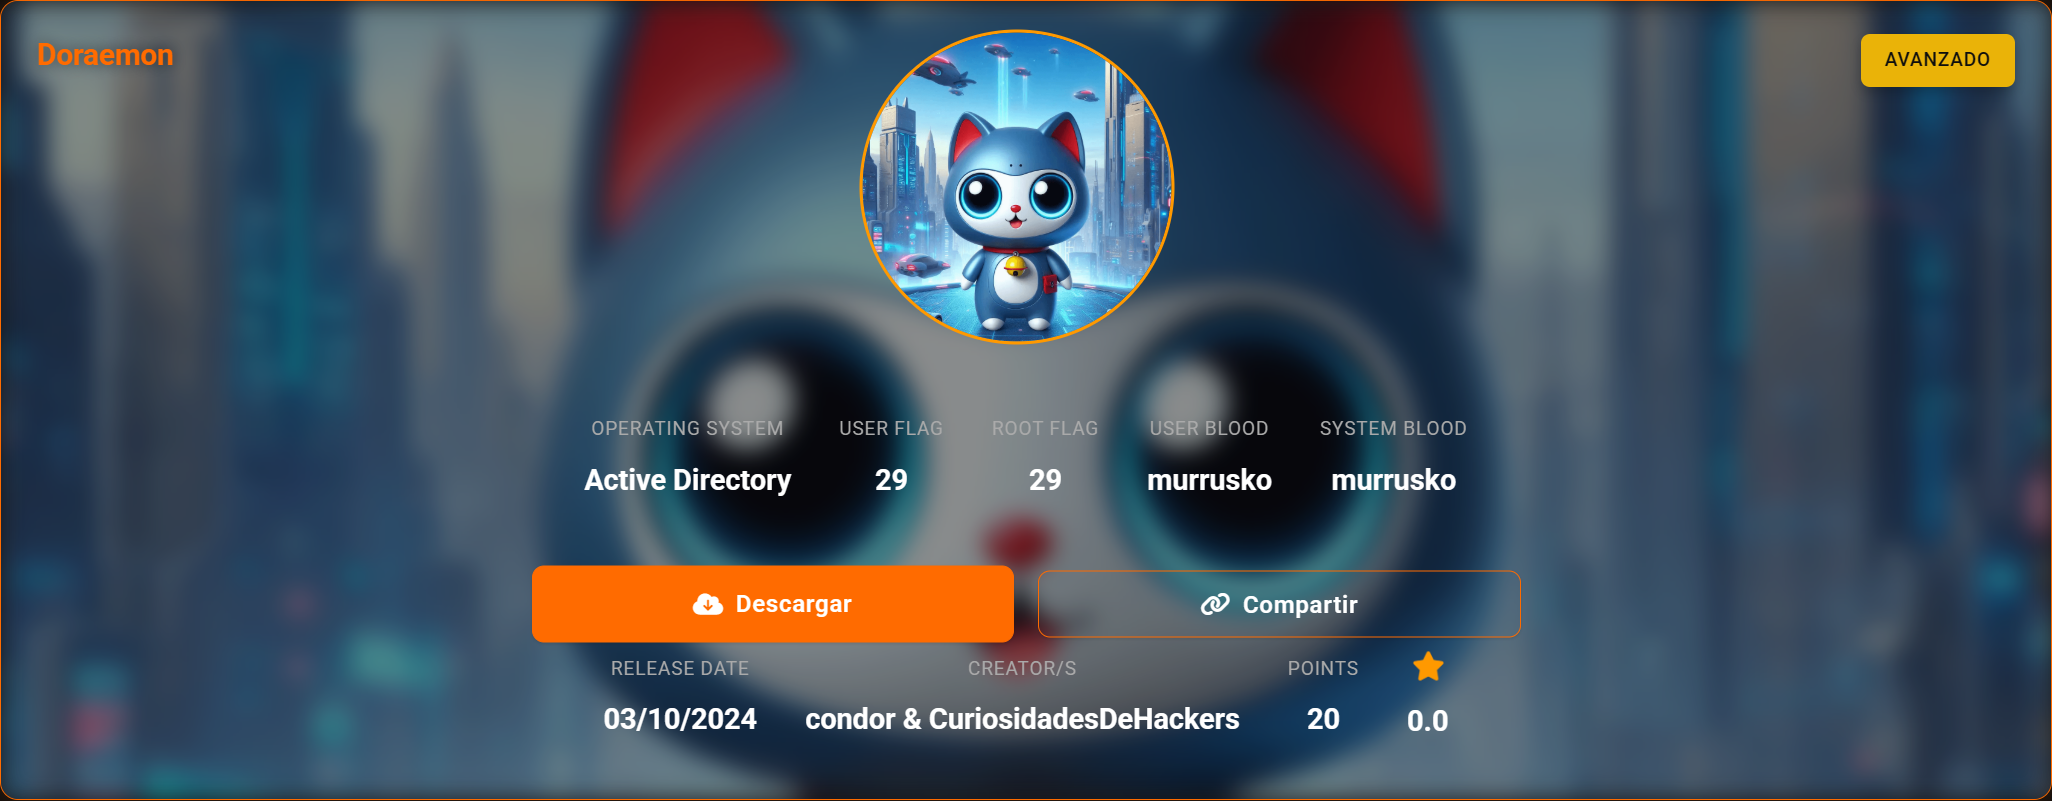 Doraemon
AVANZADO
OPERATING SYSTEM USER FLAG ROOT FLAG USER BLOOD SYSTEM BLOOD
Active Directory 29 29 murrusko murrusko
Descargar Compartir
RELEASE DATE CREATOR/S POINTS
03/10/2024 condor & CuriosidadesDeHackers 20 0.0